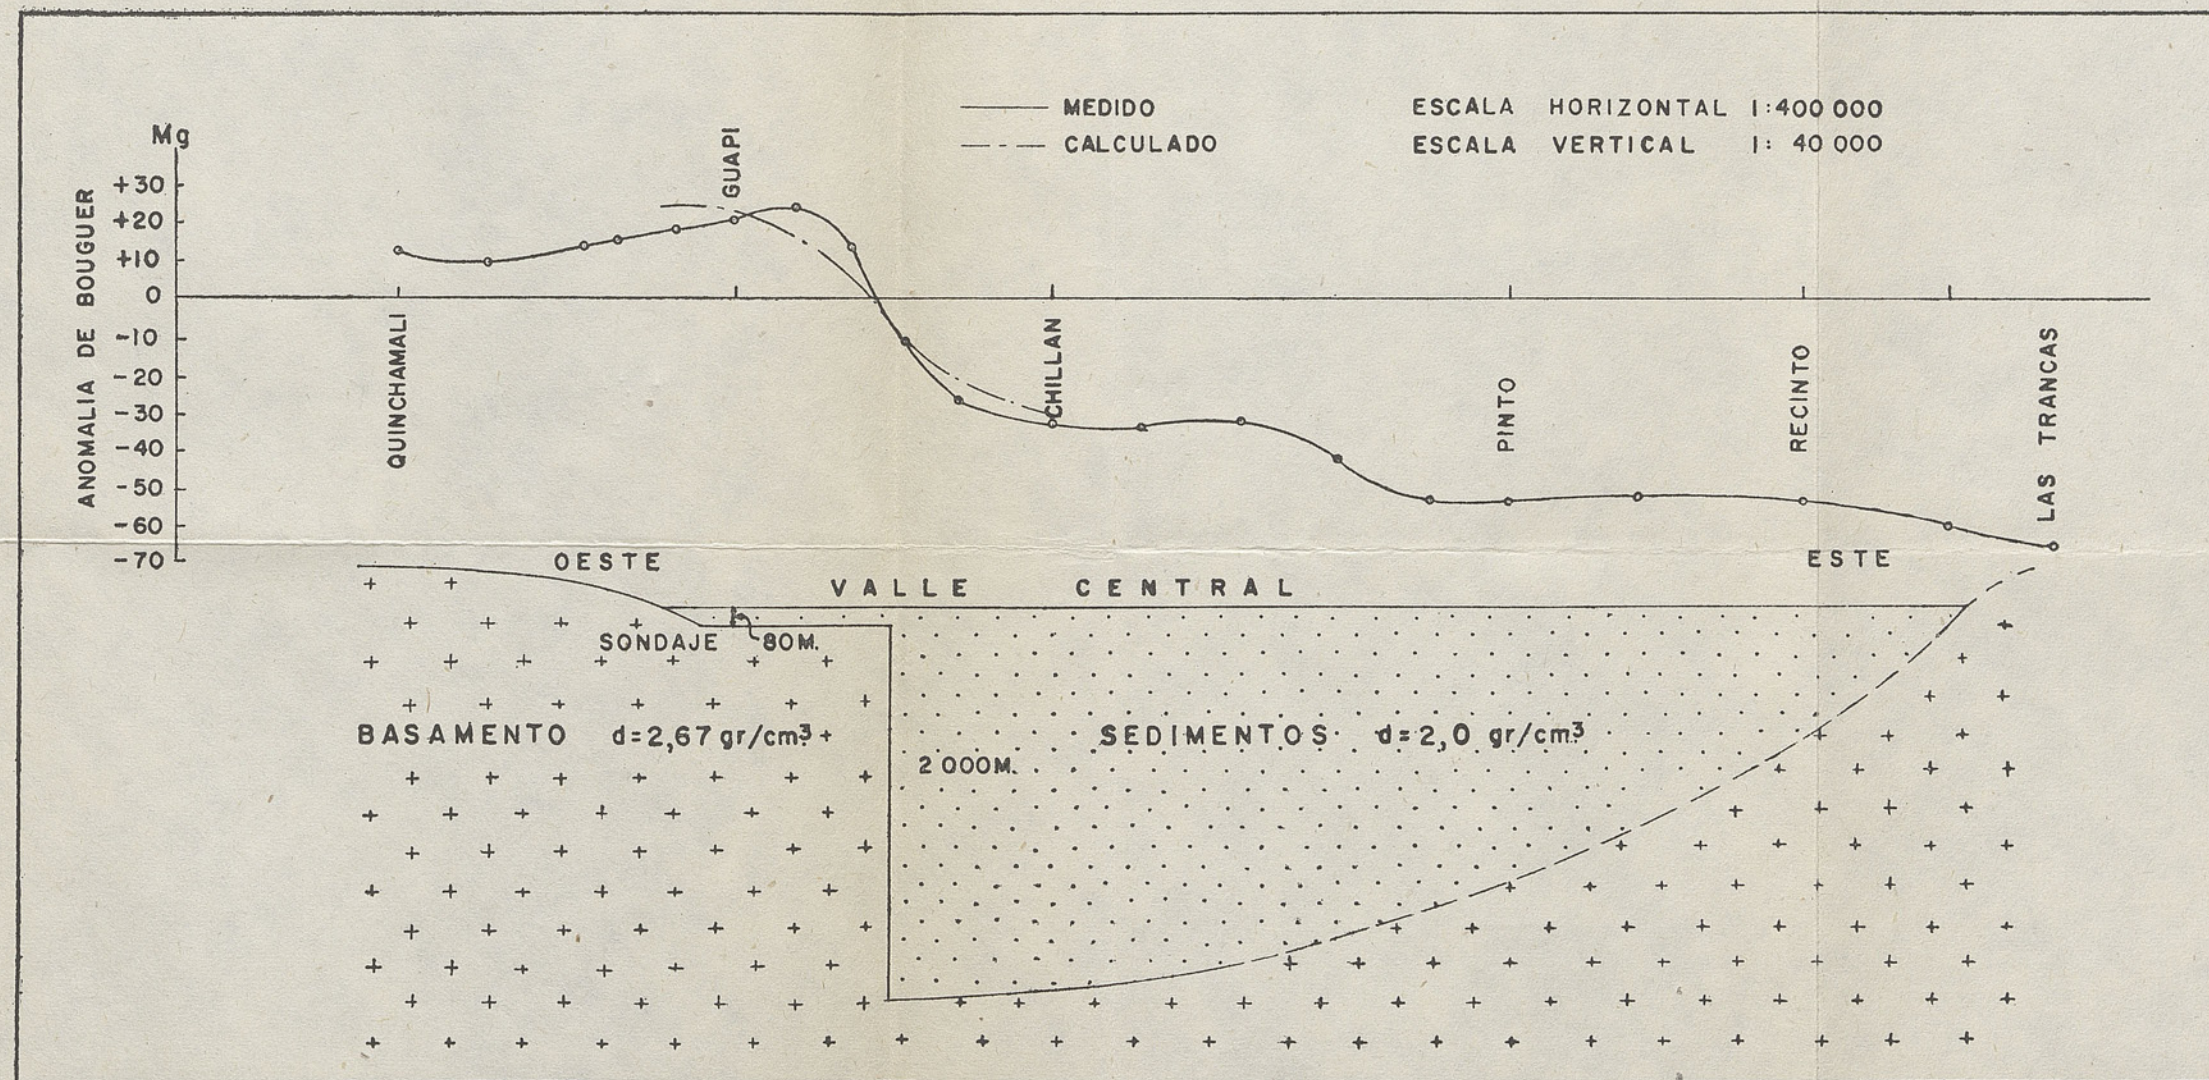 MEDIDO
CALCULADO
ESCALA HORIZONTAL 1:400 000
ESCALA VERTICAL 1: 40 000
Mg
ANOMALIA DE BOUGUER
+30
+20
+10
0
-10
-20
-30
-40
-50
-60
-70
QUINCHAMALI
GUAPI
CHILLAN
PINTO
RECINTO
LAS TRANCAS
OESTE
ESTE
VALLE CENTRAL
SONDAJE 80M.
BASAMENTO d=2,67 gr/cm³
SEDIMENTOS d=2,0 gr/cm³
2 000M.